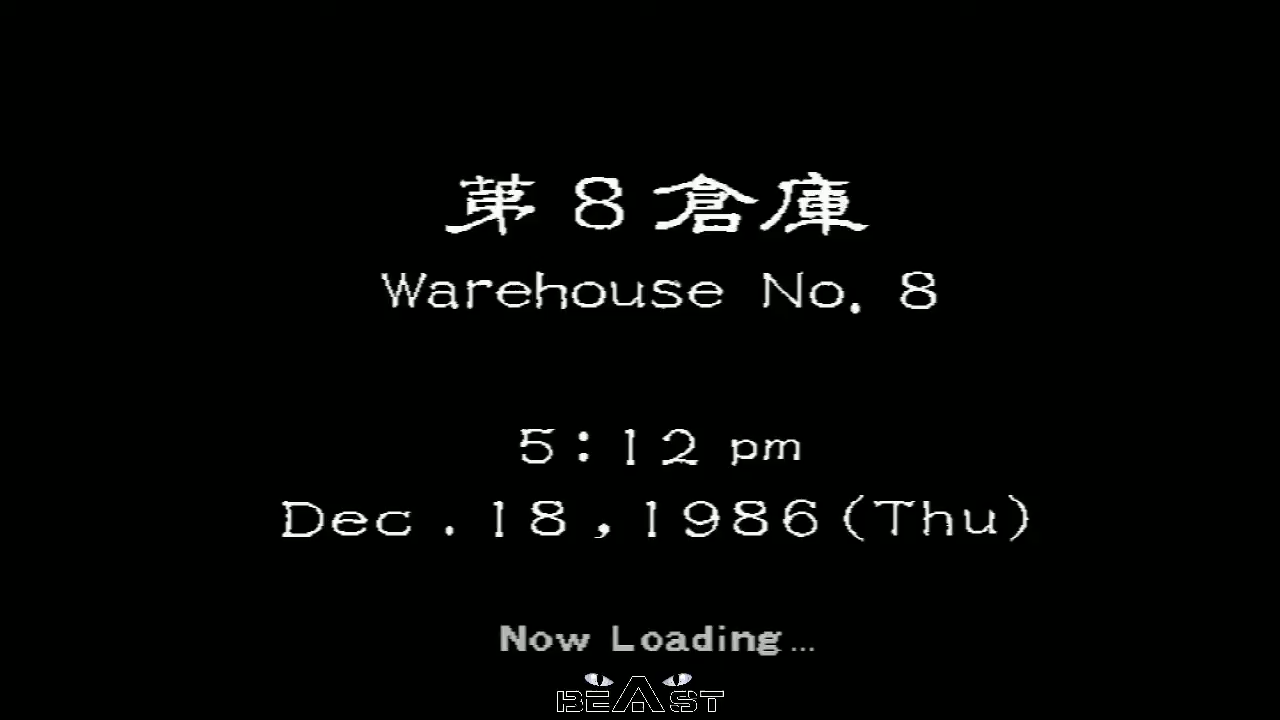 第8倉庫
Warehouse No. 8
5:12 pm
Dec.18,1986(Thu)
Now Loading...
BEAST